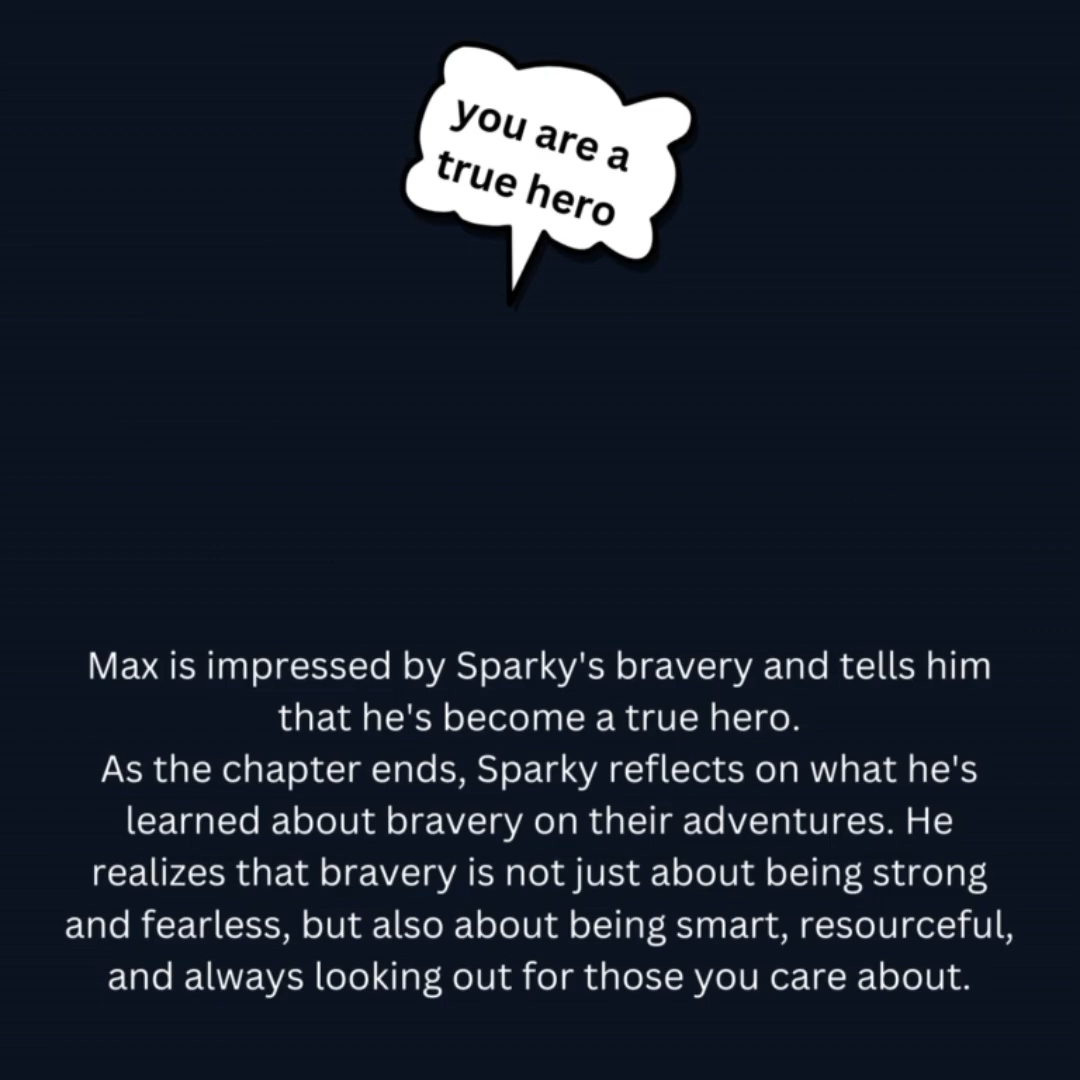 you are a
true hero
Max is impressed by Sparky's bravery and tells him
that he's become a true hero.
As the chapter ends, Sparky reflects on what he's
learned about bravery on their adventures. He
realizes that bravery is not just about being strong
and fearless, but also about being smart, resourceful,
and always looking out for those you care about.